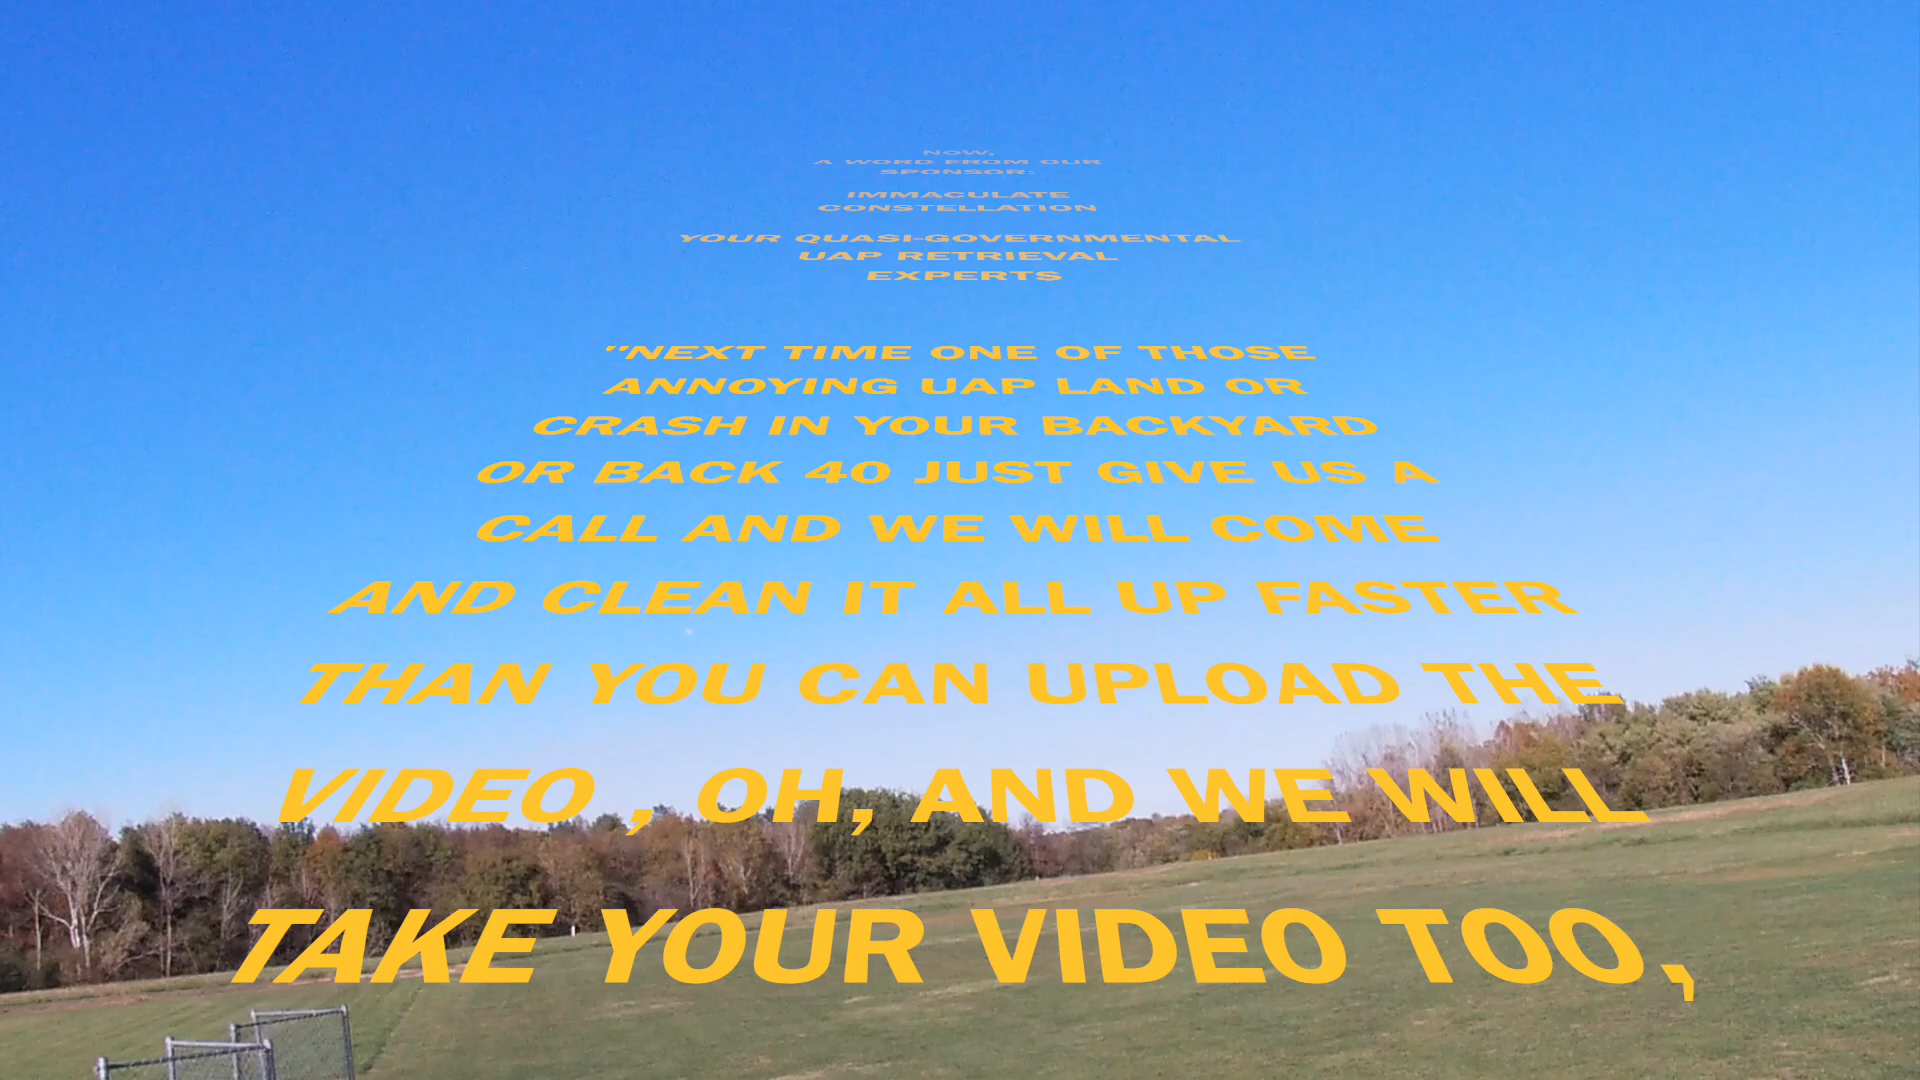 NOW,
A WORD FROM OUR
SPONSOR:
IMMACULATE
CONSTELLATION
YOUR QUASI-GOVERNMENTAL
UAP RETRIEVAL
EXPERTS
"NEXT TIME ONE OF THOSE
ANNOYING UAP LAND OR
CRASH IN YOUR BACKYARD
OR BACK 40 JUST GIVE US A
CALL AND WE WILL COME
AND CLEAN IT ALL UP FASTER
THAN YOU CAN UPLOAD THE
VIDEO , OH, AND WE WILL
TAKE YOUR VIDEO TOO,